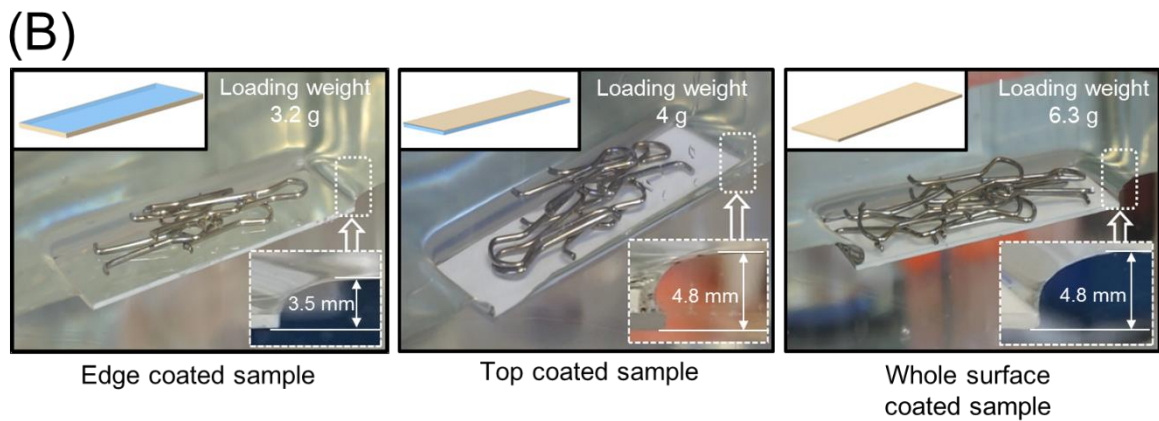 (B)
Loading weight
3.2 g
3.5 mm
Edge coated sample
Loading weight
4 g
4.8 mm
Top coated sample
Loading weight
6.3 g
4.8 mm
Whole surface
coated sample